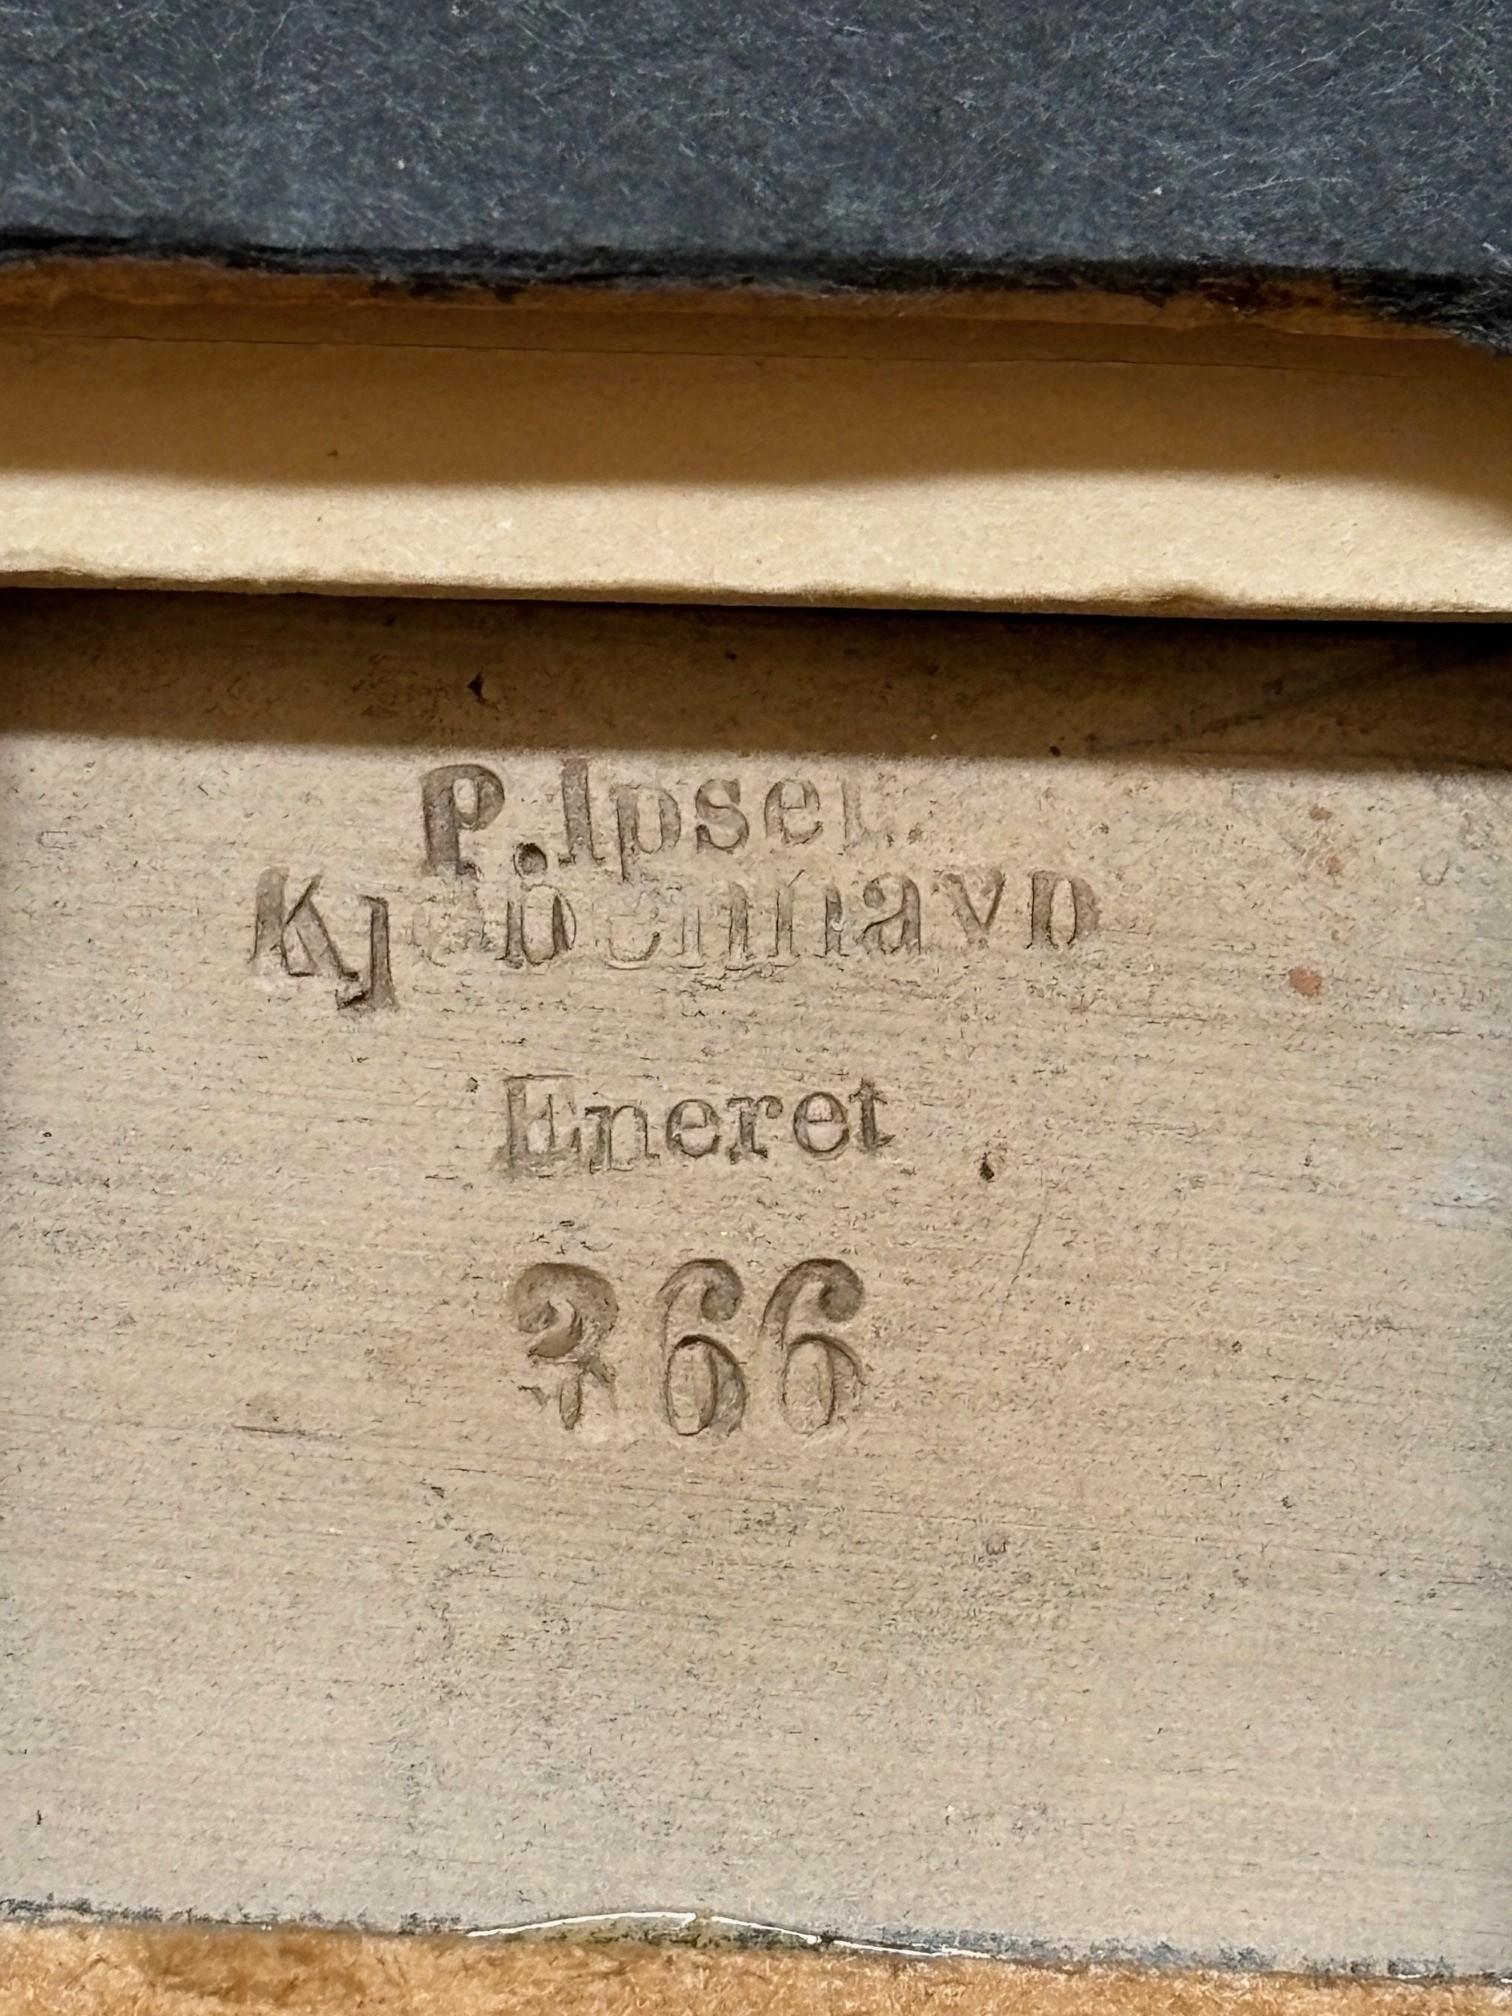 P. Ipsen.
Kjøbenhavn
Eneret
366